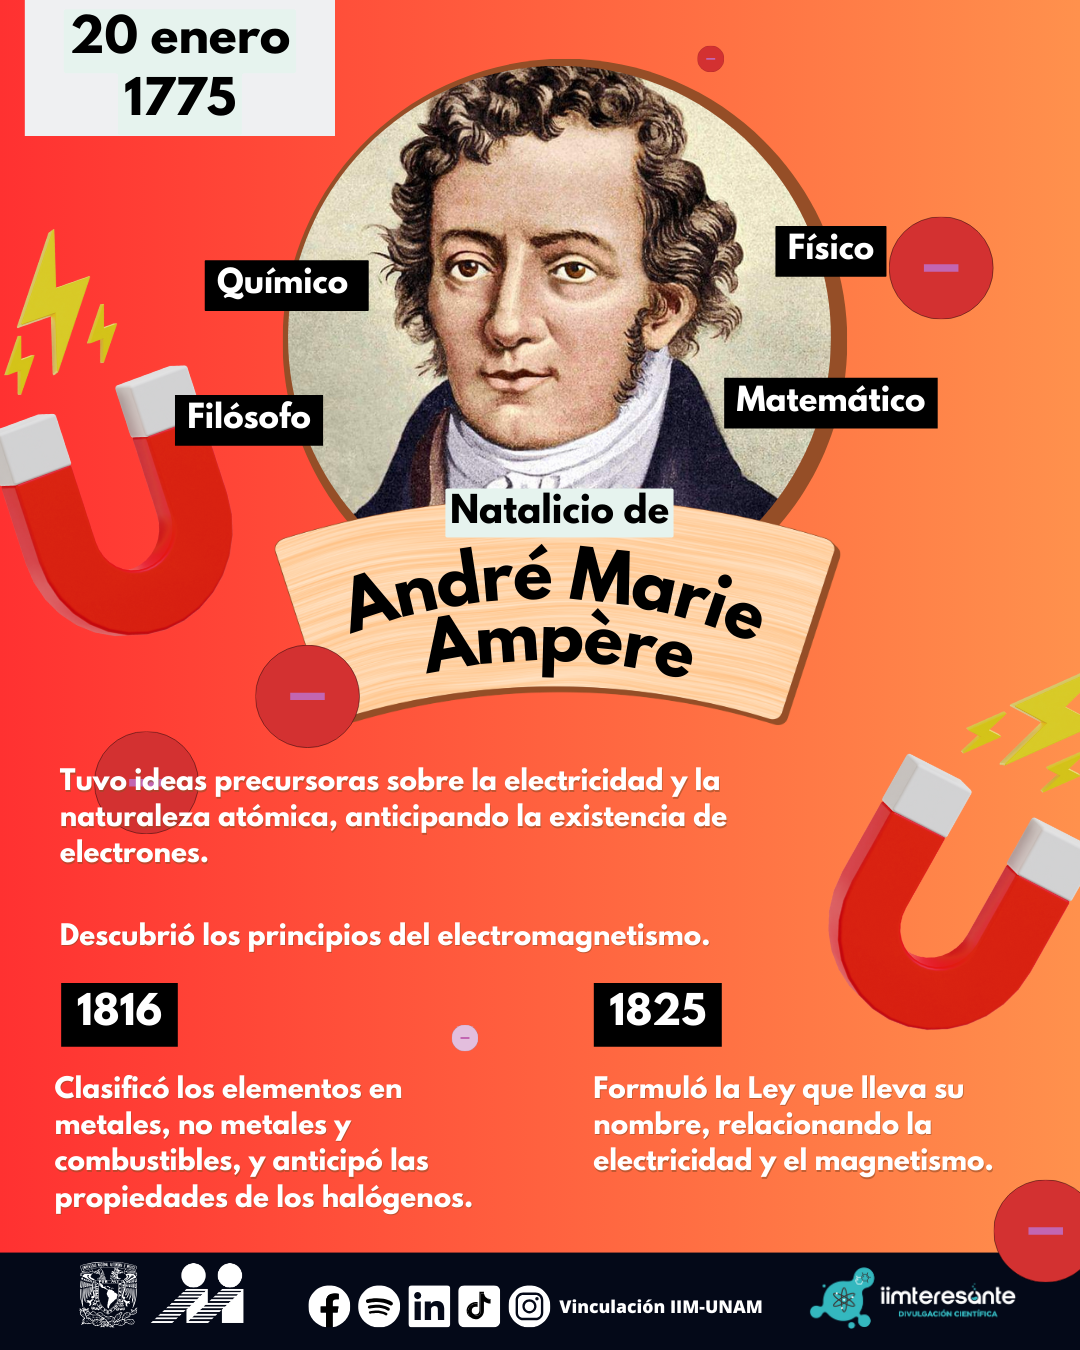 20 enero
1775
Químico
Físico
Filósofo
Matemático
Natalicio de
André Marie
Ampère
Tuvo ideas precursoras sobre la electricidad y la
naturaleza atómica, anticipando la existencia de
electrones.
Descubrió los principios del electromagnetismo.
1816
Clasificó los elementos en
metales, no metales y
combustibles, y anticipó las
propiedades de los halógenos.
1825
Formuló la Ley que lleva su
nombre, relacionando la
electricidad y el magnetismo.
Vinculación IIM-UNAM
iimteresante
DIVULGACIÓN CIENTÍFICA